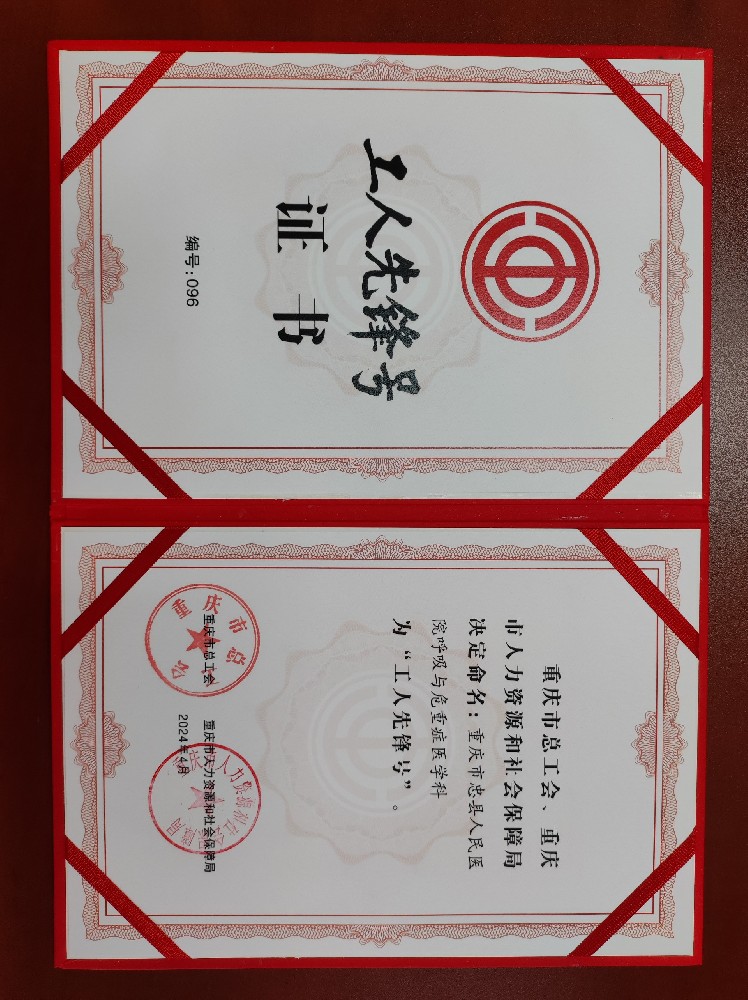 工人先锋号
证书
编号:096
重庆市总工会、重庆
市人力资源和社会保障局
决定命名：重庆市忠县人民医
院呼吸与危重症医学科
为“工人先锋号”。
重庆市总工会 重庆市人力资源和社会保障局
2024年4月
重庆市总